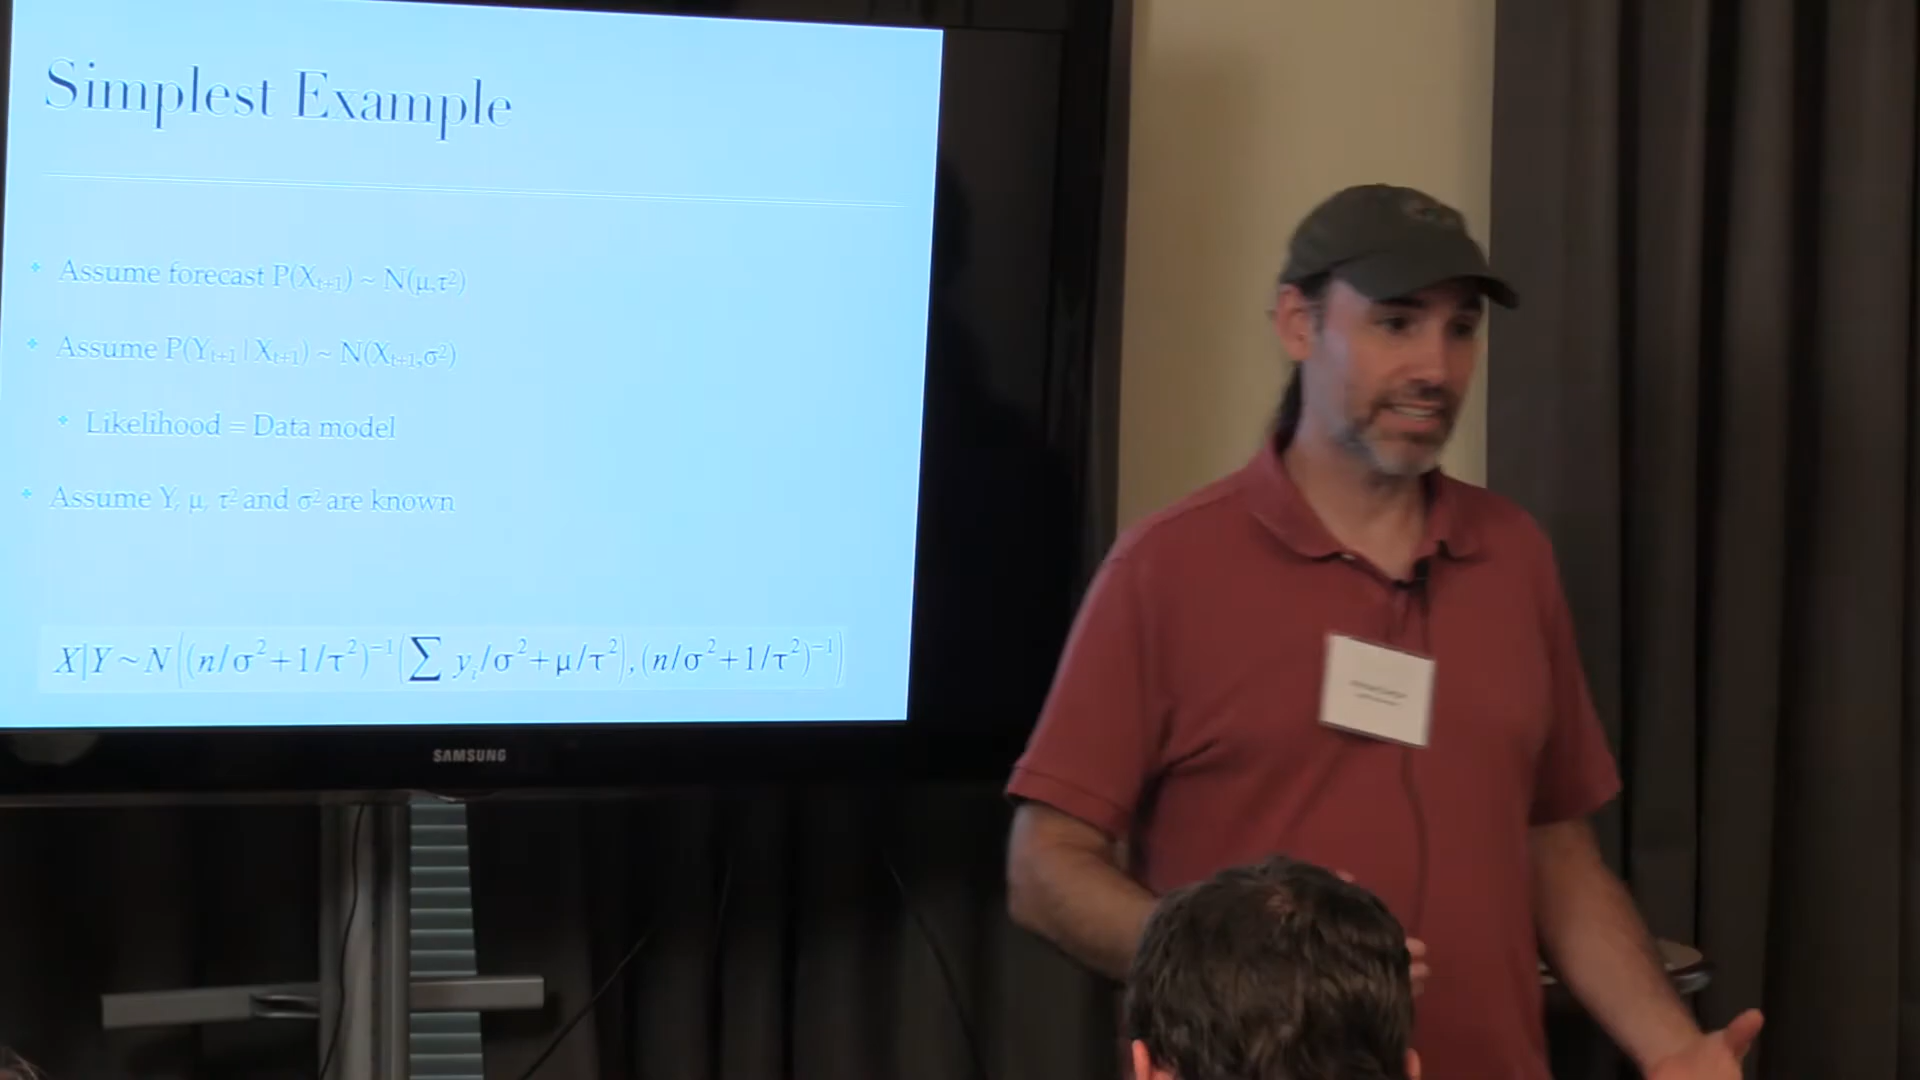 Simplest Example
Assume forecast P(Xₜ₊₁) ~ N(μ,τ²)
Assume P(Yₜ₊₁ | Xₜ₊₁) ~ N(Xₜ₊₁,σ²)
Likelihood = Data model
Assume Y, μ, τ² and σ² are known
X|Y ~ N((n/σ²+1/τ²)⁻¹(∑ yᵢ/σ²+μ/τ²),(n/σ²+1/τ²)⁻¹)
SAMSUNG